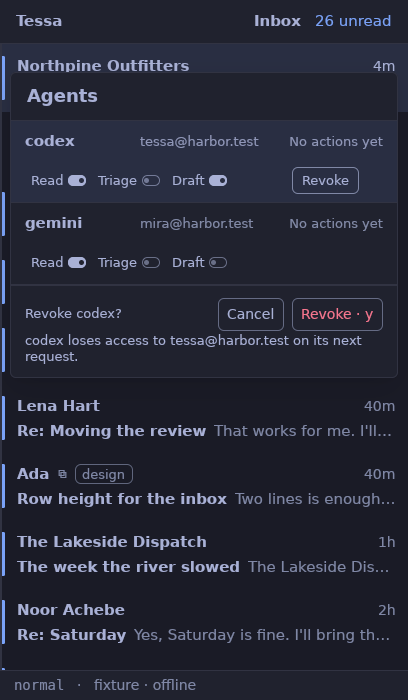 Tessa Inbox 26 unread
Northpine Outfitters 4m
Agents
codex tessa@harbor.test No actions yet
Read Triage Draft Revoke
gemini mira@harbor.test No actions yet
Read Triage Draft
Revoke codex? Cancel Revoke · y
codex loses access to tessa@harbor.test on its next
request.
Lena Hart 40m
Re: Moving the review That works for me. I'll…
Ada design 40m
Row height for the inbox Two lines is enough…
The Lakeside Dispatch 1h
The week the river slowed The Lakeside Dis…
Noor Achebe 2h
Re: Saturday Yes, Saturday is fine. I'll bring th…
normal · fixture · offline